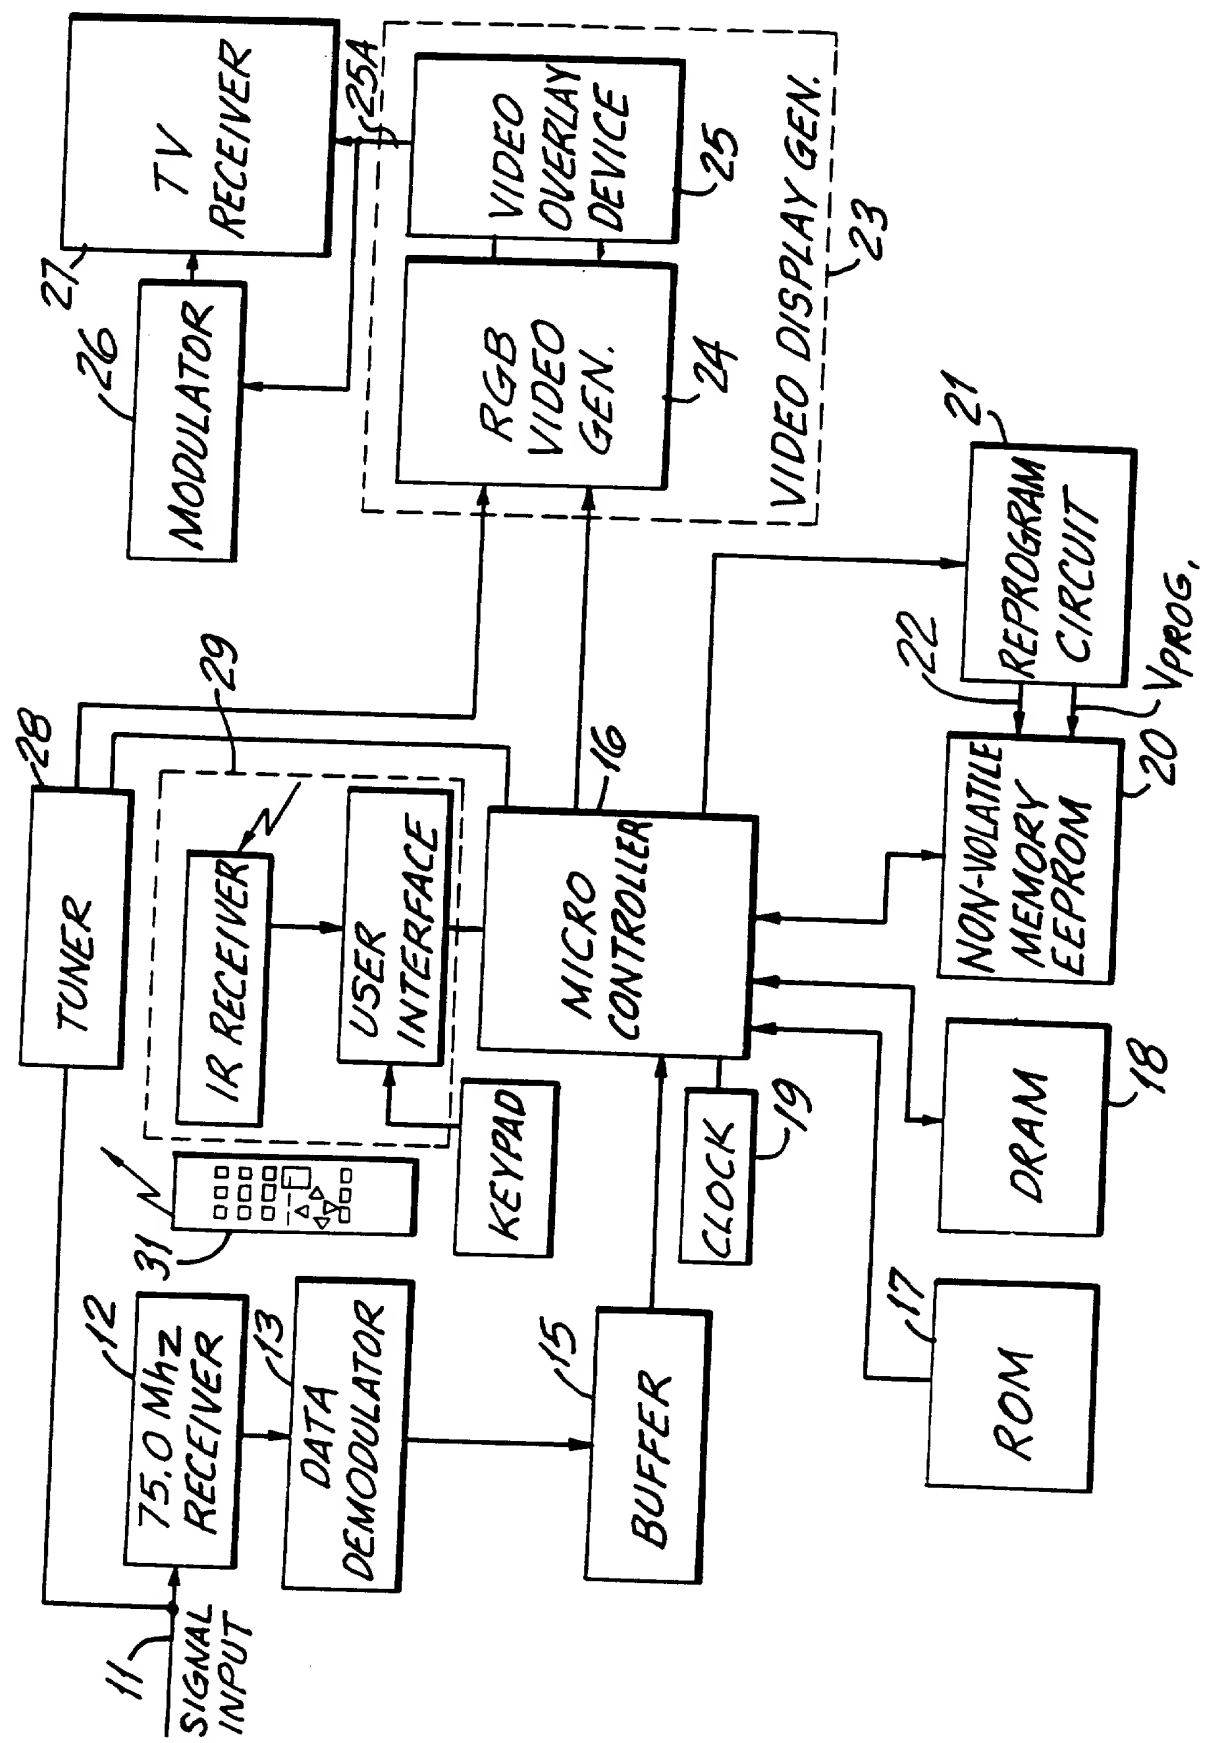 11
SIGNAL
INPUT
12
75.0 Mhz
RECEIVER
13
DATA
DEMODULATOR
15
BUFFER
28
TUNER
31
29
IR RECEIVER
USER
INTERFACE
KEYPAD
16
MICRO
CONTROLLER
CLOCK
19
17
ROM
DRAM
18
NON-VOLATILE
MEMORY
EEPROM
20
22
VPROG.
21
REPROGRAM
CIRCUIT
26
MODULATOR
27
TV
RECEIVER
25A
RGB
VIDEO
GEN.
24
VIDEO
OVERLAY
DEVICE
25
VIDEO DISPLAY GEN.
23